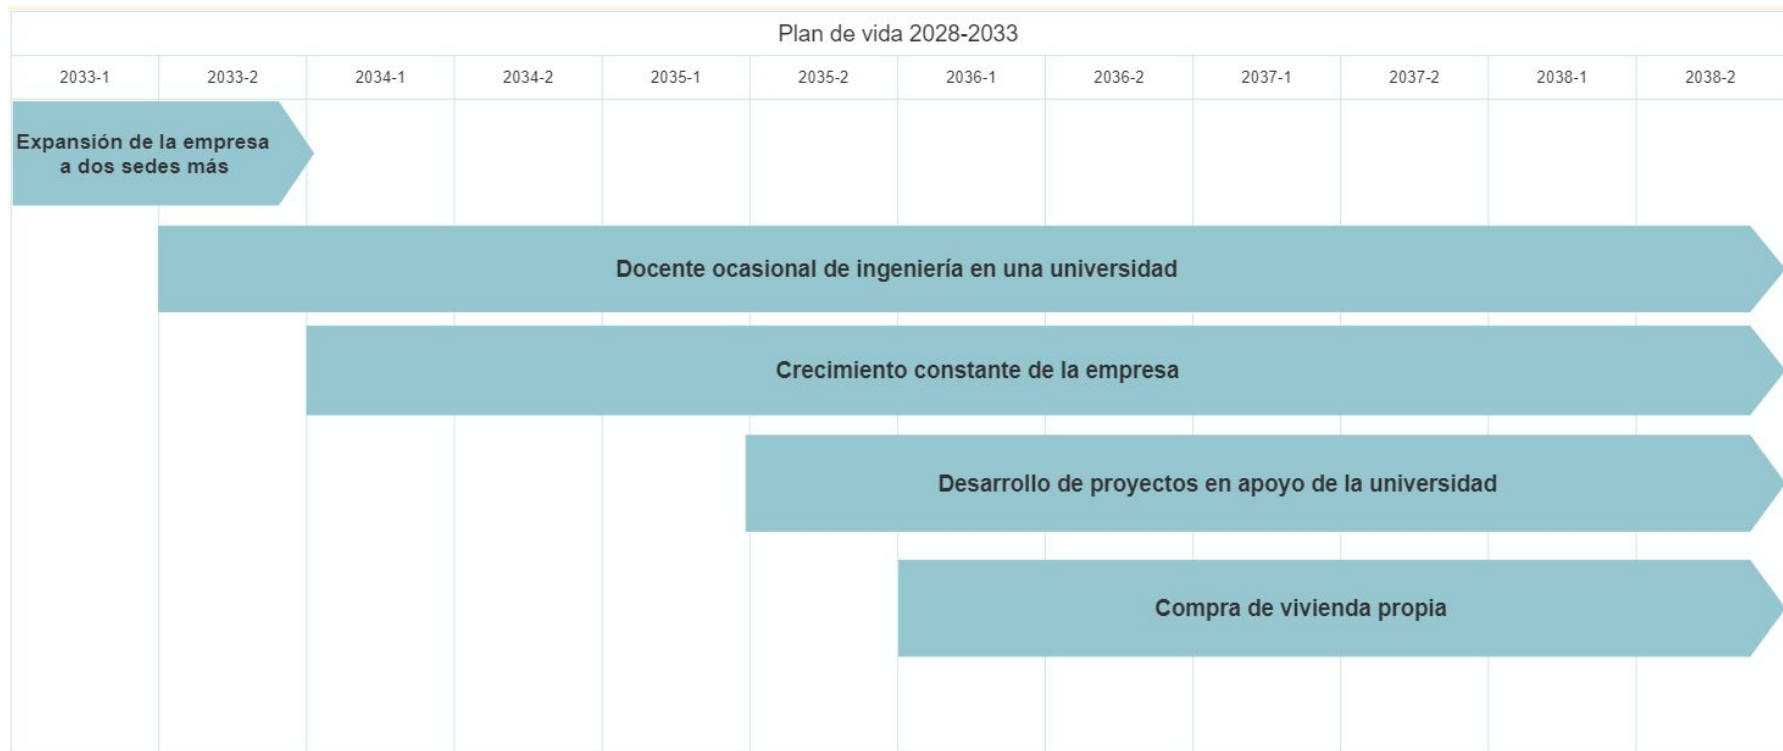 Plan de vida 2028-2033
2033-1 2033-2 2034-1 2034-2 2035-1 2035-2 2036-1 2036-2 2037-1 2037-2 2038-1 2038-2
Expansión de la empresa
a dos sedes más
Docente ocasional de ingeniería en una universidad
Crecimiento constante de la empresa
Desarrollo de proyectos en apoyo de la universidad
Compra de vivienda propia